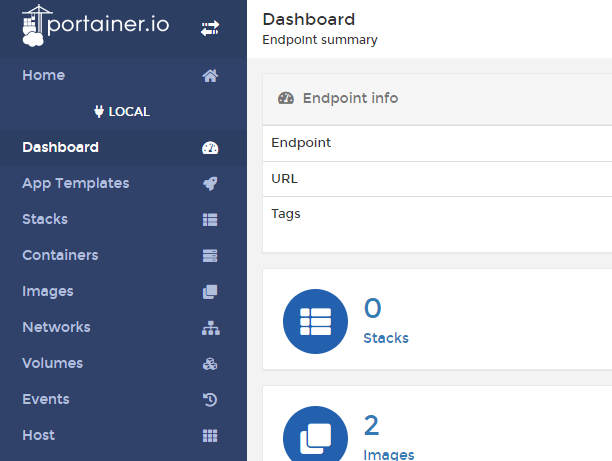 portainer.io
Home
LOCAL
Dashboard
App Templates
Stacks
Containers
Images
Networks
Volumes
Events
Host
Dashboard
Endpoint summary
Endpoint info
Endpoint
URL
Tags
0
Stacks
2
Images